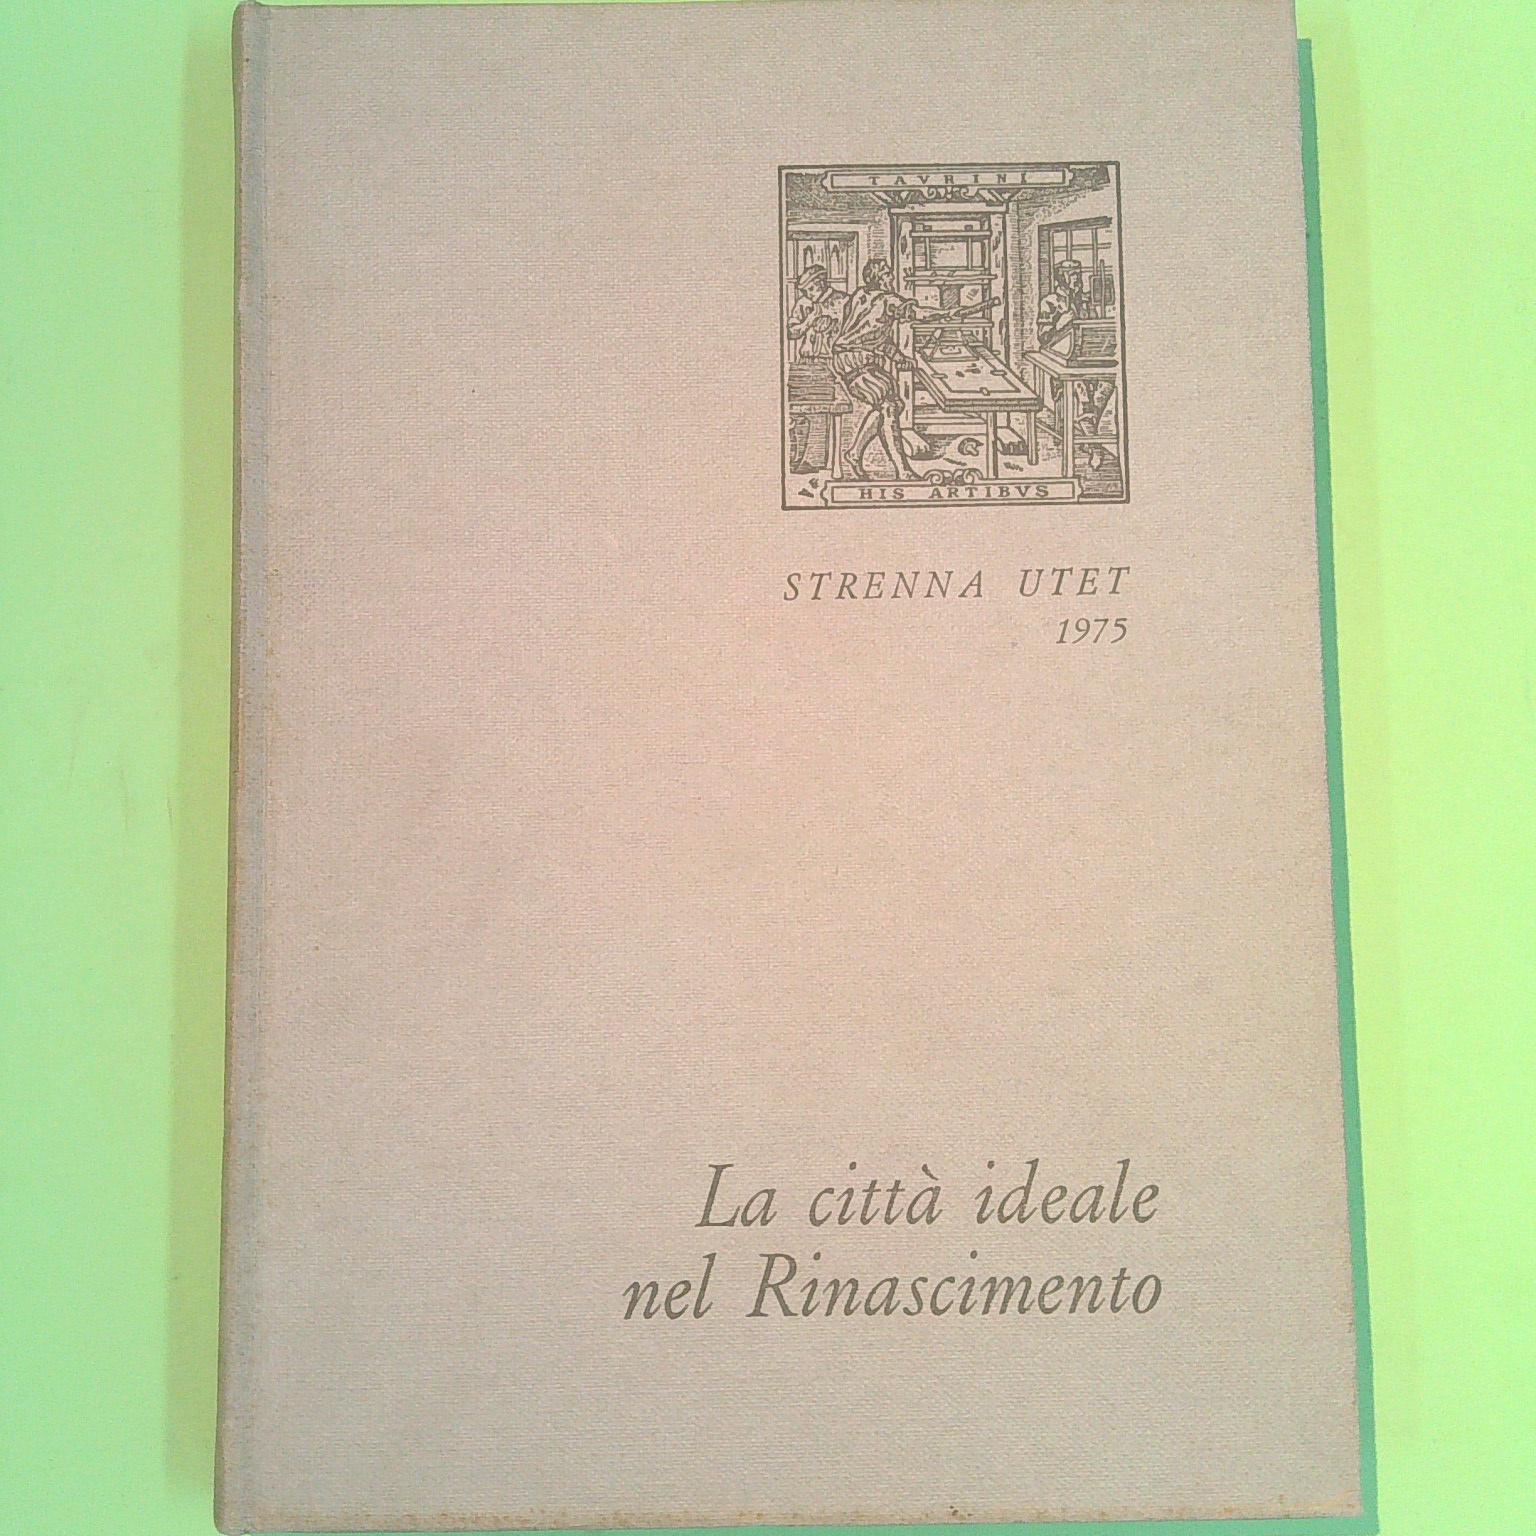 TAVRINI
HIS ARTIBVS
STRENNA UTET
1975
La città ideale
nel Rinascimento